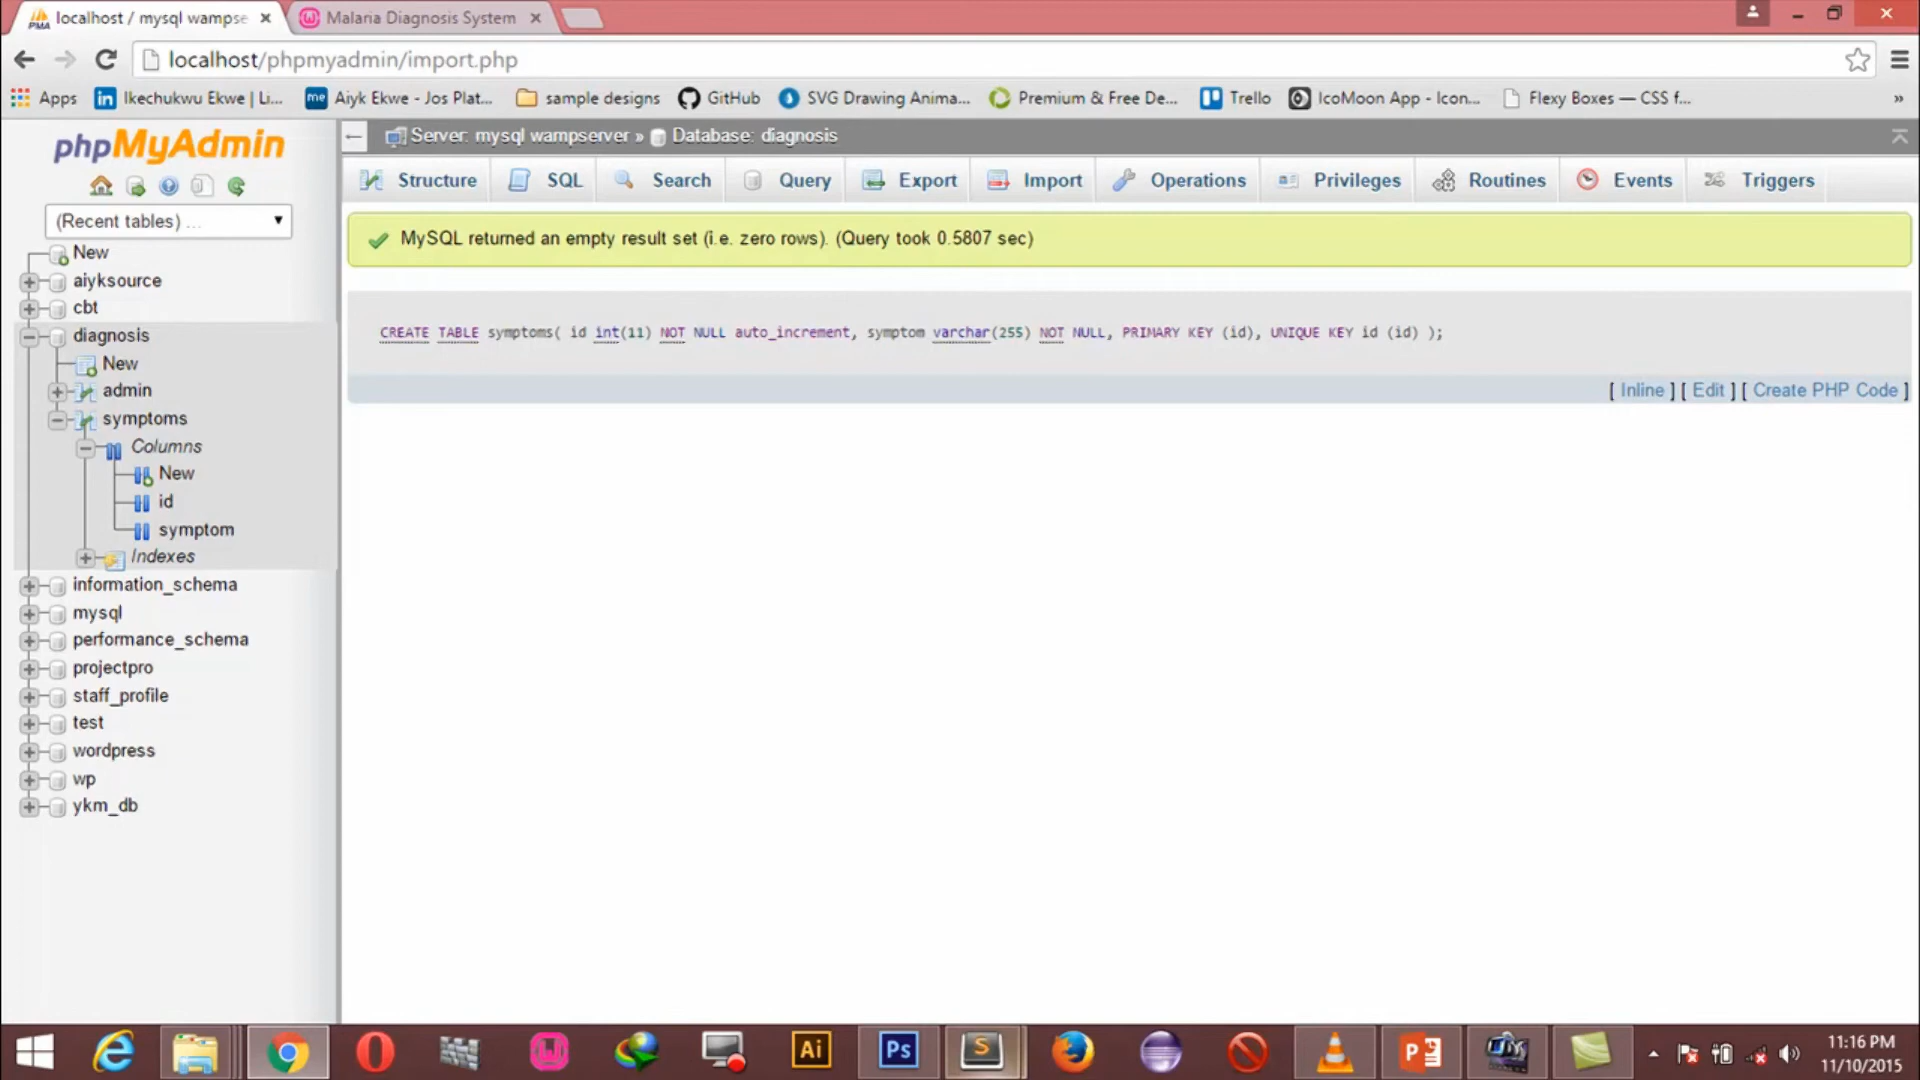 localhost / mysql wampse
Malaria Diagnosis System
localhost/phpmyadmin/import.php
Apps
Ikechukwu Ekwe | Li...
Aiyk Ekwe - Jos Plat...
sample designs
GitHub
SVG Drawing Anima...
Premium & Free De...
Trello
IcoMoon App - Icon...
Flexy Boxes — CSS f...
»
phpMyAdmin
Server: mysql wampserver » Database: diagnosis
Structure
SQL
Search
Query
Export
Import
Operations
Privileges
Routines
Events
Triggers
(Recent tables) ...
MySQL returned an empty result set (i.e. zero rows). (Query took 0.5807 sec)
CREATE TABLE symptoms( id int(11) NOT NULL auto_increment, symptom varchar(255) NOT NULL, PRIMARY KEY (id), UNIQUE KEY id (id) );
[ Inline ] [ Edit ] [ Create PHP Code ]
New
aiyksource
cbt
diagnosis
New
admin
symptoms
Columns
New
id
symptom
Indexes
information_schema
mysql
performance_schema
projectpro
staff_profile
test
wordpress
wp
ykm_db
Ai
Ps
S
P
11:16 PM
11/10/2015